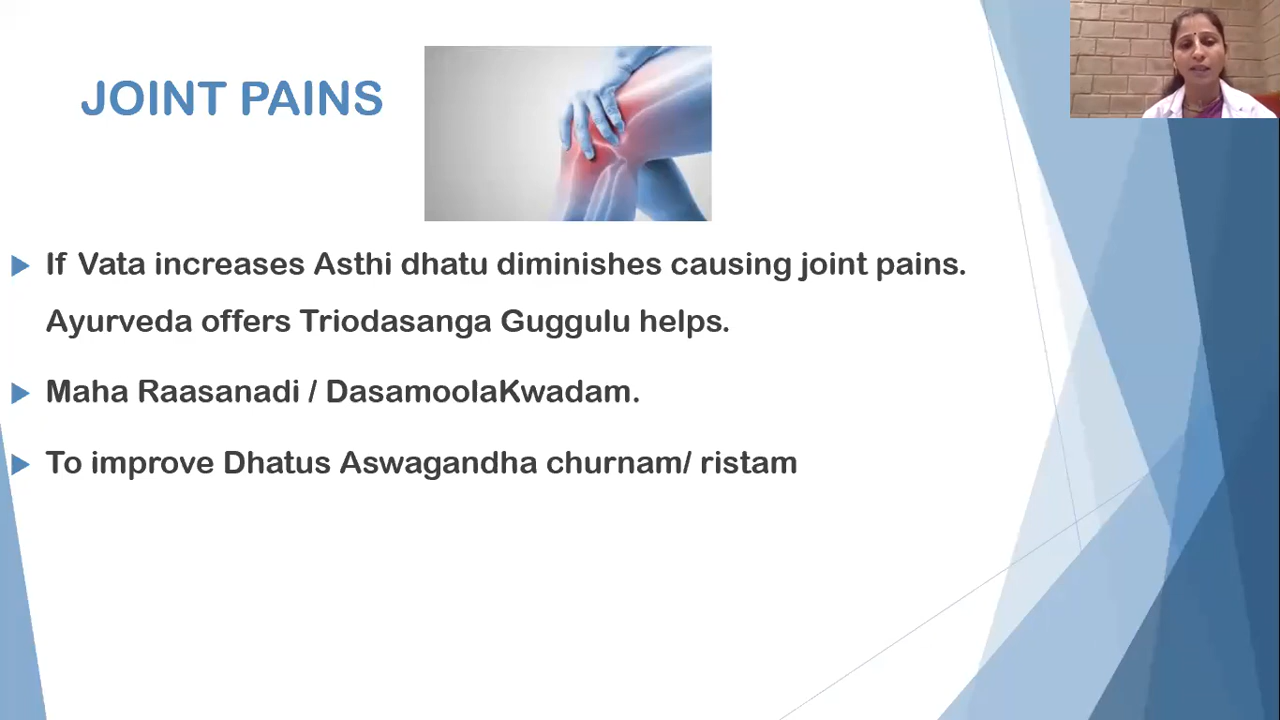 JOINT PAINS
If Vata increases Asthi dhatu diminishes causing joint pains.
Ayurveda offers Triodasanga Guggulu helps.
Maha Raasanadi / DasamoolaKwadam.
To improve Dhatus Aswagandha churnam/ ristam